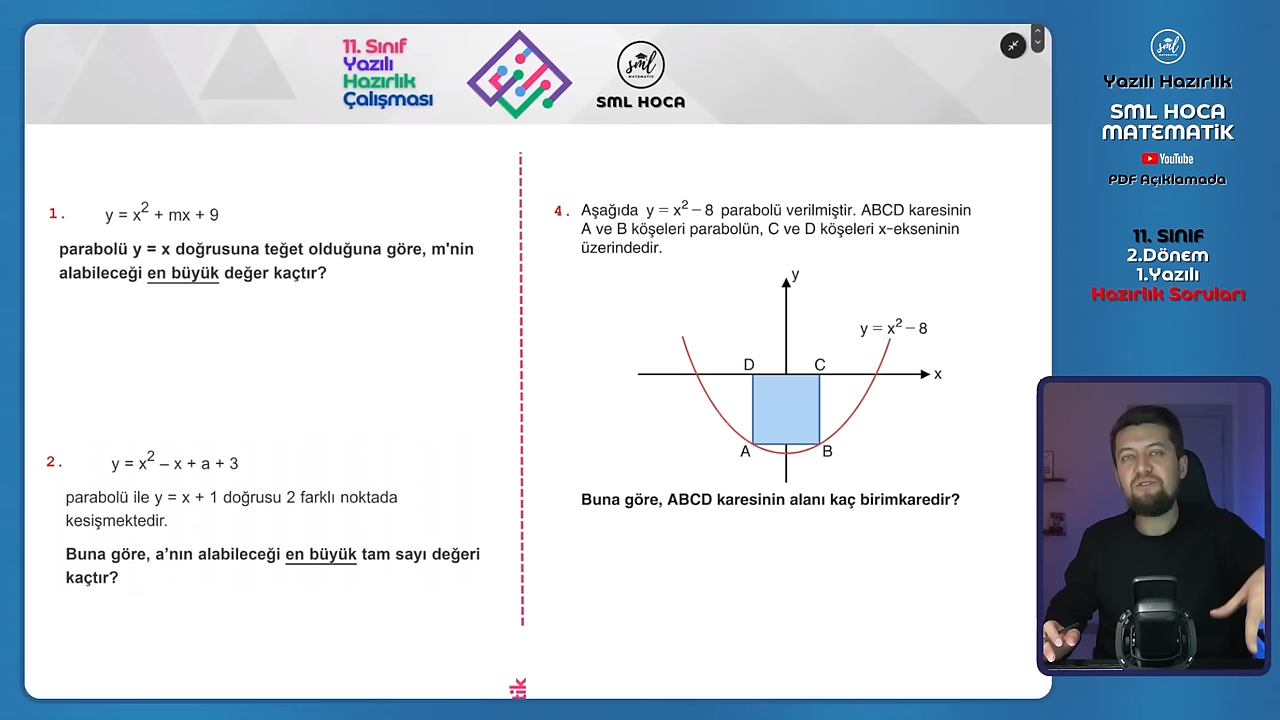 11. Sınıf
Yazılı
Hazırlık
Çalışması
sml
MATEMATİK
SML HOCA
1. y = x² + mx + 9
parabolü y = x doğrusuna teğet olduğuna göre, m'nin
alabileceği en büyük değer kaçtır?
2. y = x² – x + a + 3
parabolü ile y = x + 1 doğrusu 2 farklı noktada
kesişmektedir.
Buna göre, a’nın alabileceği en büyük tam sayı değeri
kaçtır?
tik
4. Aşağıda y = x² – 8 parabolü verilmiştir. ABCD karesinin
A ve B köşeleri parabolün, C ve D köşeleri x-ekseninin
üzerindedir.
y
y = x² – 8
D C
x
A B
Buna göre, ABCD karesinin alanı kaç birimkaredir?
sml
Yazılı Hazırlık
SML HOCA
MATEMATİK
YouTube
PDF Açıklamada
11. SINIF
2.Dönem
1.Yazılı
Hazırlık Soruları